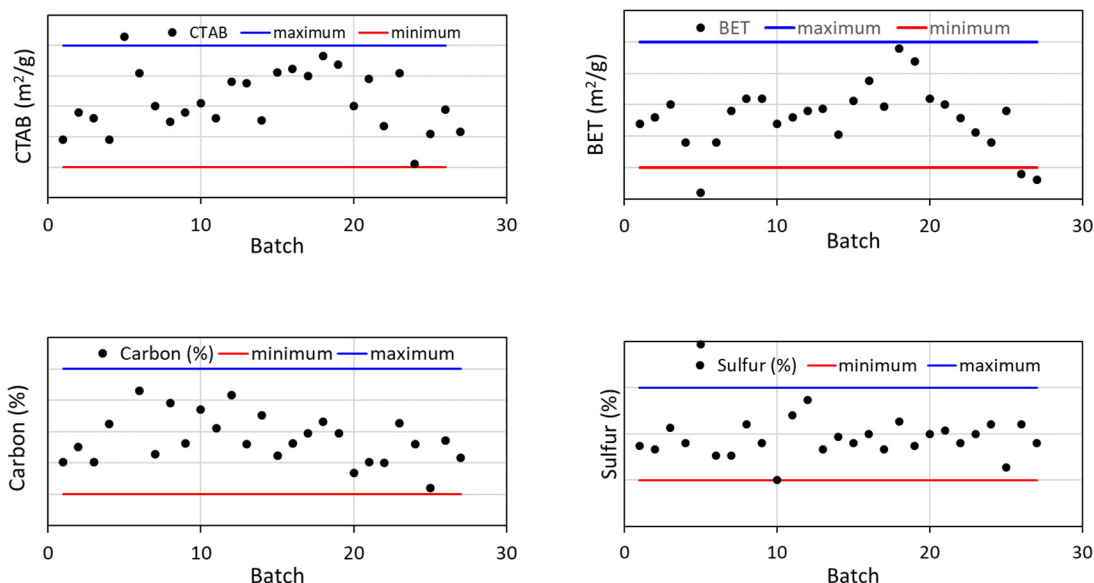 CTAB maximum minimum
CTAB (m²/g)
0 10 20 30
Batch
BET maximum minimum
BET (m²/g)
0 10 20 30
Batch
Carbon (%) minimum maximum
Carbon (%)
0 10 20 30
Batch
Sulfur (%) minimum maximum
Sulfur (%)
0 10 20 30
Batch